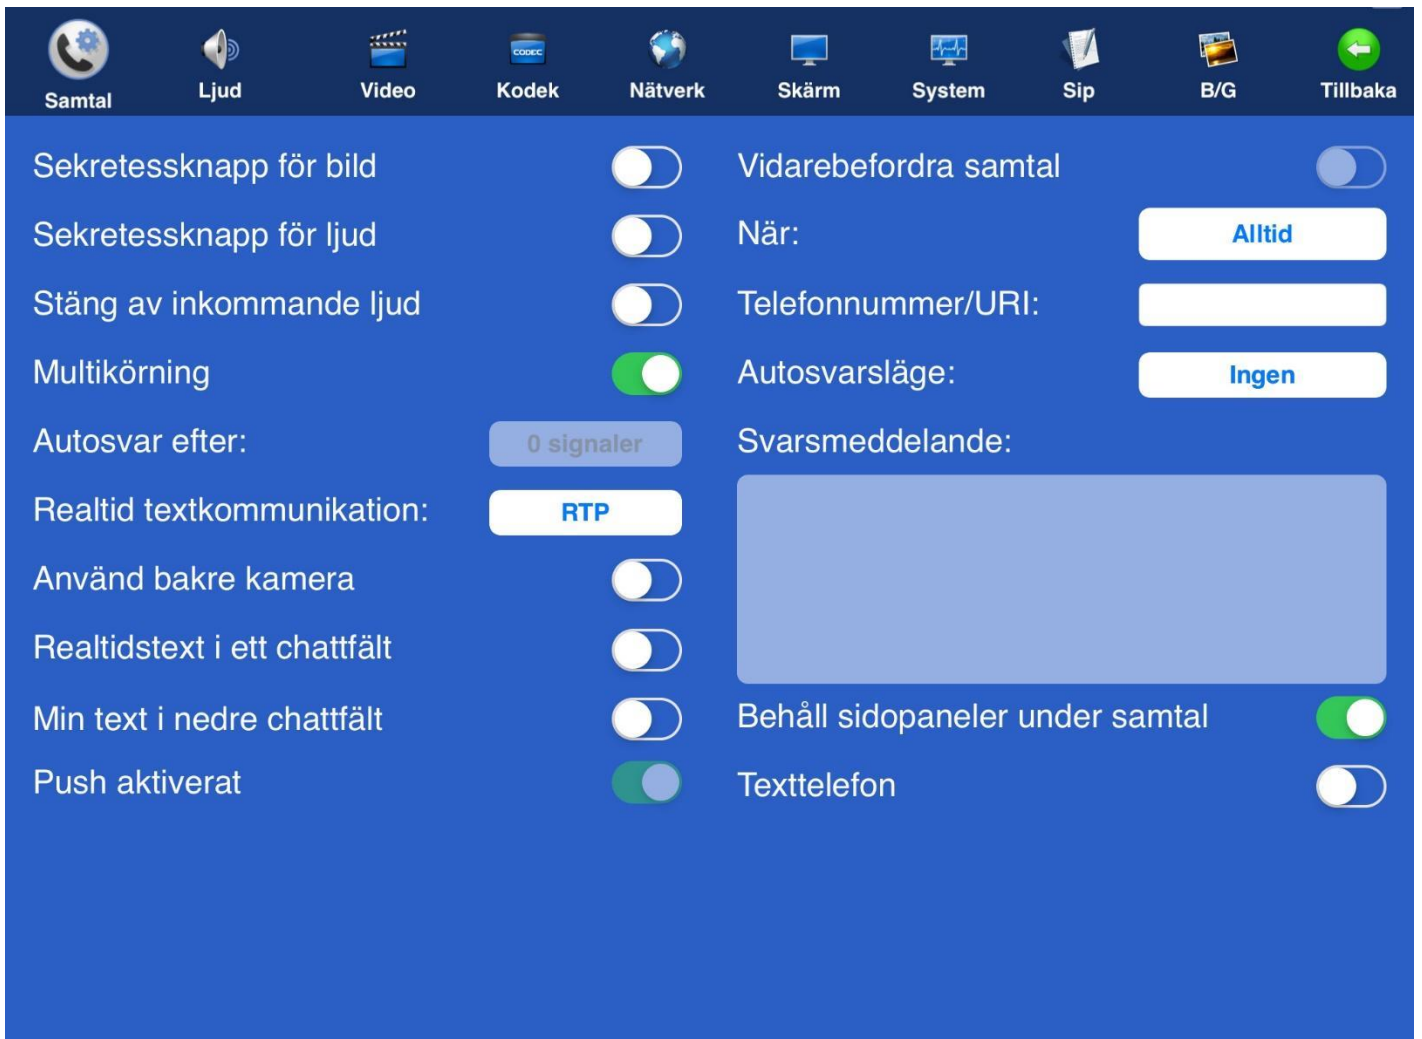 Samtal
Ljud
Video
CODEC
Kodek
Nätverk
Skärm
System
Sip
B/G
Tillbaka
Sekretessknapp för bild
Sekretessknapp för ljud
Stäng av inkommande ljud
Multikörning
Autosvar efter: 0 signaler
Realtid textkommunikation: RTP
Använd bakre kamera
Realtidstext i ett chattfält
Min text i nedre chattfält
Push aktiverat
Vidarebefordra samtal
När: Alltid
Telefonnummer/URI:
Autosvarsläge: Ingen
Svarsmeddelande:
Behåll sidopaneler under samtal
Texttelefon